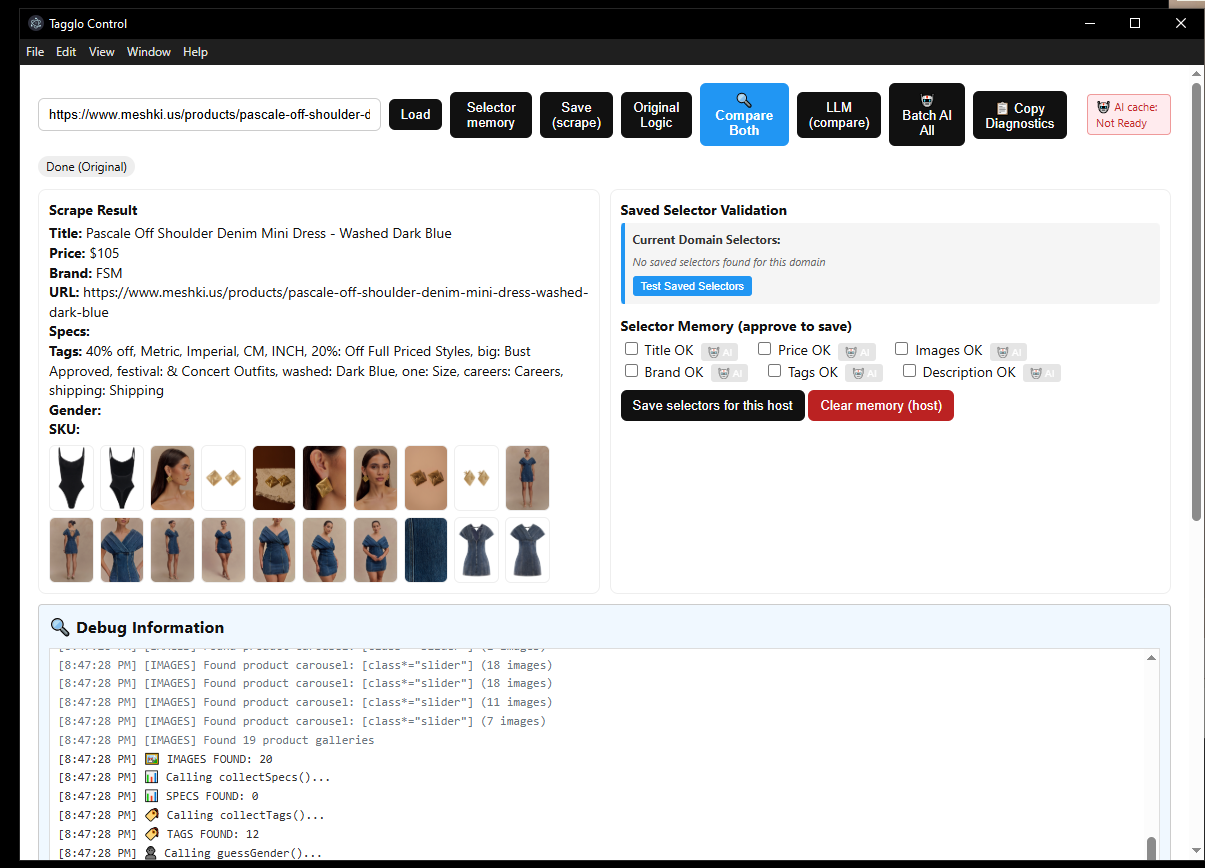 Tagglo Control
File Edit View Window Help
https://www.meshki.us/products/pascale-off-shoulder-d
Load
Selector memory
Save (scrape)
Original Logic
🔍 Compare Both
LLM (compare)
Batch AI All
📋 Copy Diagnostics
AI cache: Not Ready
Done (Original)
Scrape Result
Title: Pascale Off Shoulder Denim Mini Dress - Washed Dark Blue
Price: $105
Brand: FSM
URL: https://www.meshki.us/products/pascale-off-shoulder-denim-mini-dress-washed-
dark-blue
Specs:
Tags: 40% off, Metric, Imperial, CM, INCH, 20%: Off Full Priced Styles, big: Bust
Approved, festival: & Concert Outfits, washed: Dark Blue, one: Size, careers: Careers,
shipping: Shipping
Gender:
SKU:
Saved Selector Validation
Current Domain Selectors:
No saved selectors found for this domain
Test Saved Selectors
Selector Memory (approve to save)
Title OK AI Price OK AI Images OK AI
Brand OK AI Tags OK AI Description OK AI
Save selectors for this host Clear memory (host)
🔍 Debug Information
[8:47:28 PM] [IMAGES] Found product carousel: [class*="slider"] (18 images)
[8:47:28 PM] [IMAGES] Found product carousel: [class*="slider"] (18 images)
[8:47:28 PM] [IMAGES] Found product carousel: [class*="slider"] (11 images)
[8:47:28 PM] [IMAGES] Found product carousel: [class*="slider"] (7 images)
[8:47:28 PM] [IMAGES] Found 19 product galleries
[8:47:28 PM] 🖼 IMAGES FOUND: 20
[8:47:28 PM] 📊 Calling collectSpecs()...
[8:47:28 PM] 📊 SPECS FOUND: 0
[8:47:28 PM] 🏷 Calling collectTags()...
[8:47:28 PM] 🏷 TAGS FOUND: 12
[8:47:28 PM] 👤 Calling guessGender()...